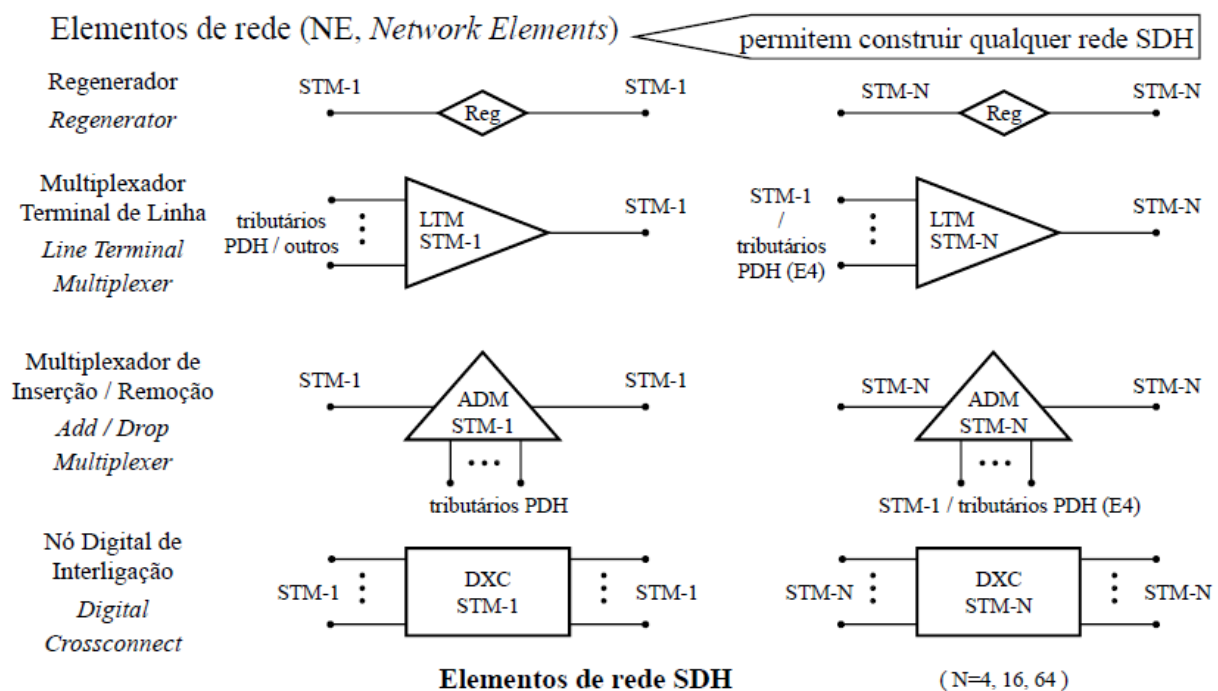 Elementos de rede (NE, Network Elements)
permitem construir qualquer rede SDH
Regenerador
Regenerator
STM-1
Reg
STM-1
STM-N
Reg
STM-N
Multiplexador
Terminal de Linha
Line Terminal
Multiplexer
tributários
PDH / outros
LTM
STM-1
STM-1
STM-1
/
tributários
PDH (E4)
LTM
STM-N
STM-N
Multiplexador de
Inserção / Remoção
Add / Drop
Multiplexer
STM-1
ADM
STM-1
STM-1
tributários PDH
STM-N
ADM
STM-N
STM-N
STM-1 / tributários PDH (E4)
Nó Digital de
Interligação
Digital
Crossconnect
STM-1
DXC
STM-1
STM-1
STM-N
DXC
STM-N
STM-N
Elementos de rede SDH
( N=4, 16, 64 )